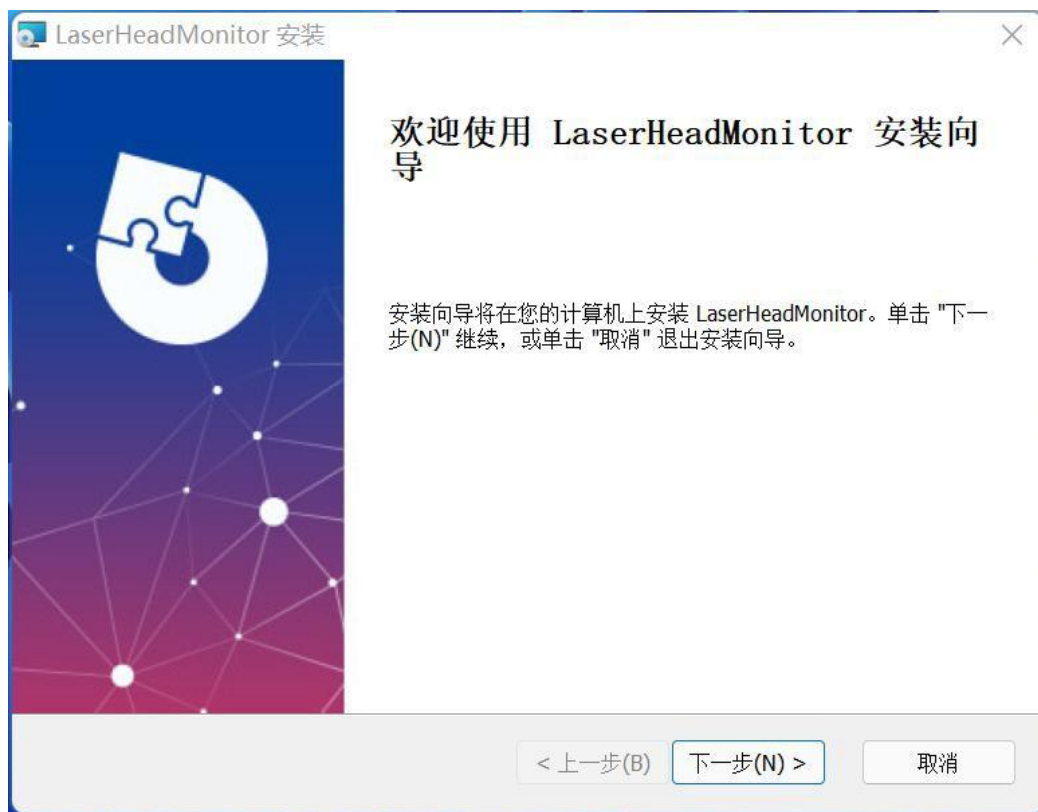 LaserHeadMonitor 安装
欢迎使用 LaserHeadMonitor 安装向
导
安装向导将在您的计算机上安装 LaserHeadMonitor。单击 "下一
步(N)" 继续，或单击 "取消" 退出安装向导。
< 上一步(B) 下一步(N) > 取消